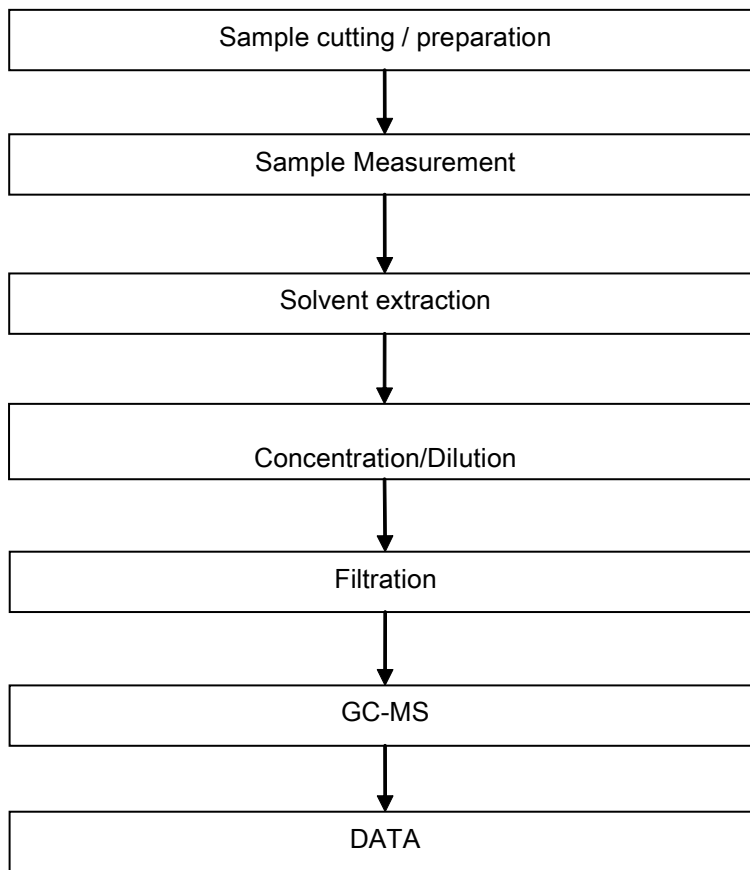 Sample cutting / preparation
Sample Measurement
Solvent extraction
Concentration/Dilution
Filtration
GC-MS
DATA